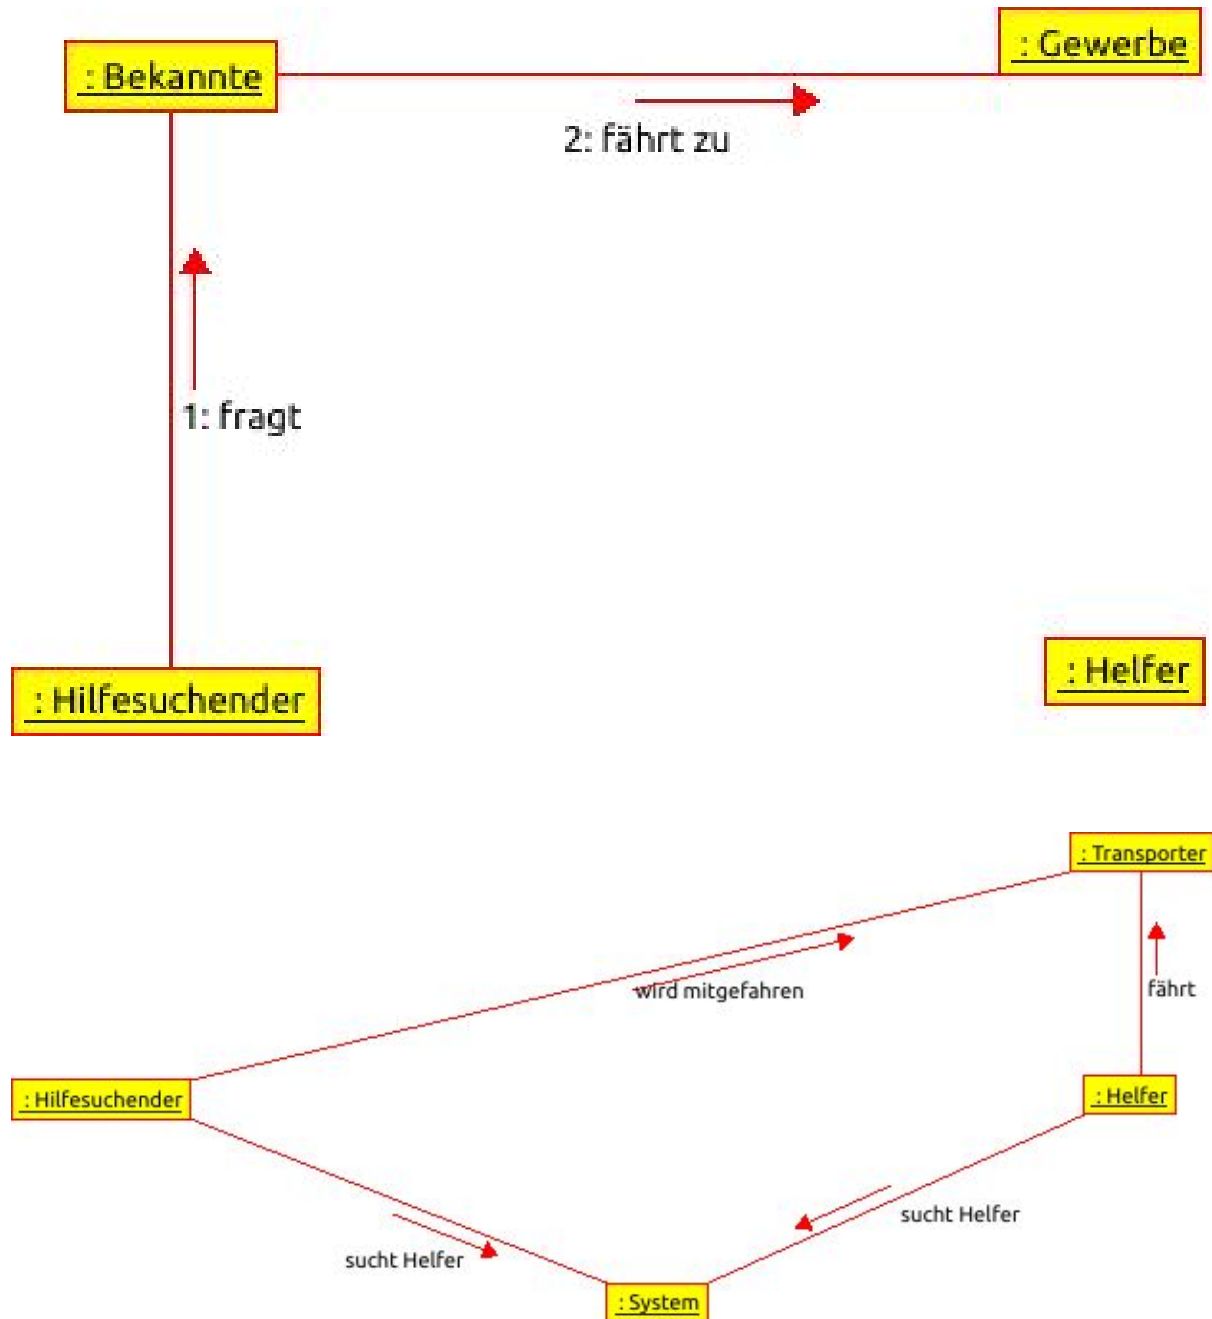 : Gewerbe
: Bekannte
2: fährt zu
1: fragt
: Helfer
: Hilfesuchender
: Transporter
wird mitgefahren
fährt
: Hilfesuchender
: Helfer
sucht Helfer
sucht Helfer
: System